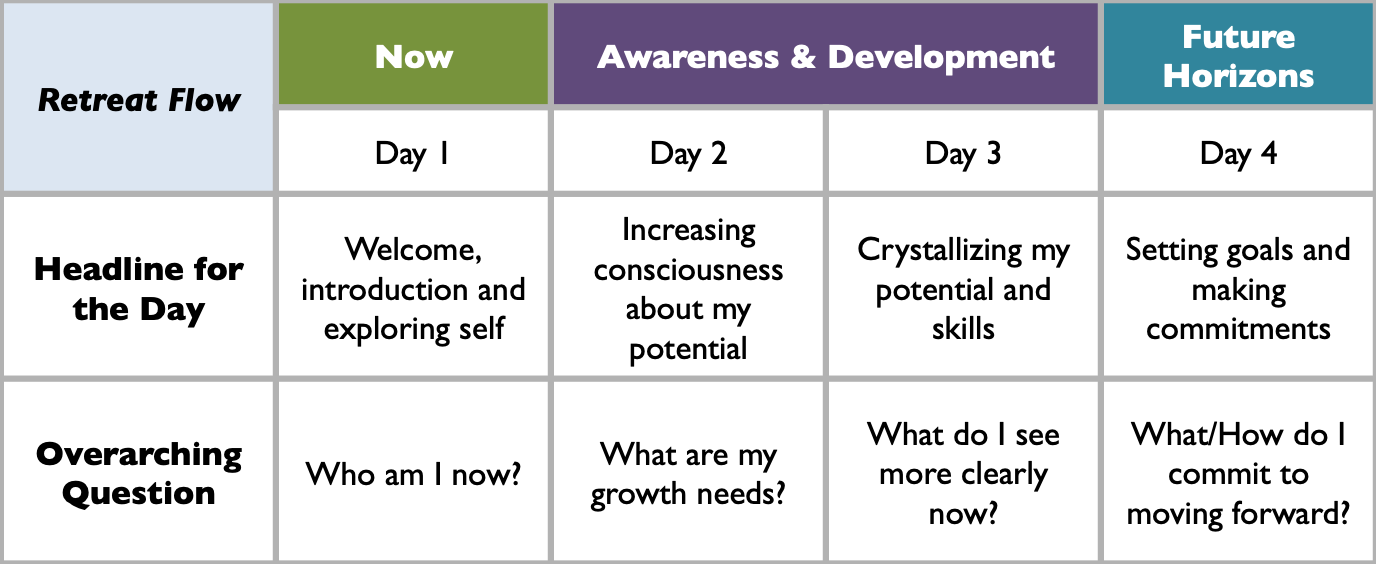 Retreat Flow
Now
Awareness & Development
Future
Horizons
Day 1
Day 2
Day 3
Day 4
Headline for
the Day
Welcome,
introduction and
exploring self
Increasing
consciousness
about my
potential
Crystallizing my
potential and
skills
Setting goals and
making
commitments
Overarching
Question
Who am I now?
What are my
growth needs?
What do I see
more clearly
now?
What/How do I
commit to
moving forward?